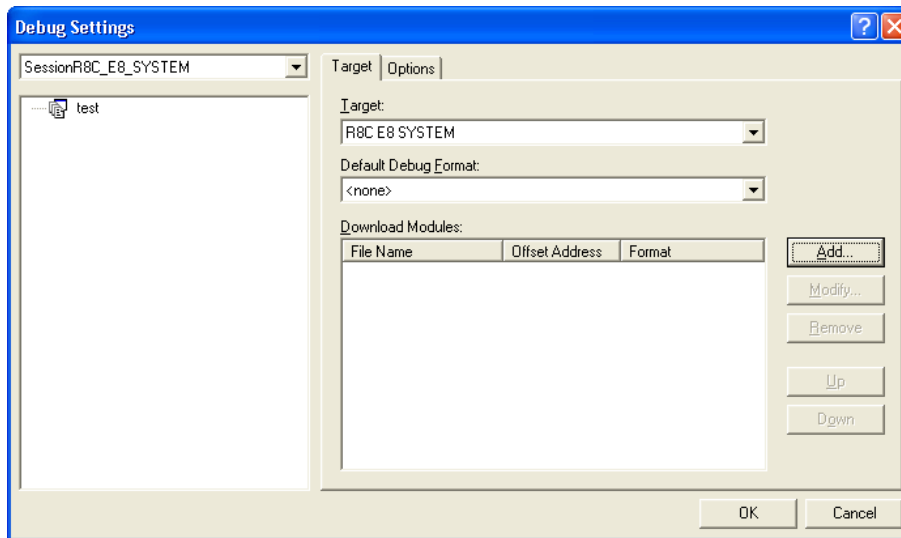 Debug Settings
SessionR8C_E8_SYSTEM
test
Target
Options
Target:
R8C E8 SYSTEM
Default Debug Format:
<none>
Download Modules:
File Name
Offset Address
Format
Add...
Modify...
Remove
Up
Down
OK
Cancel